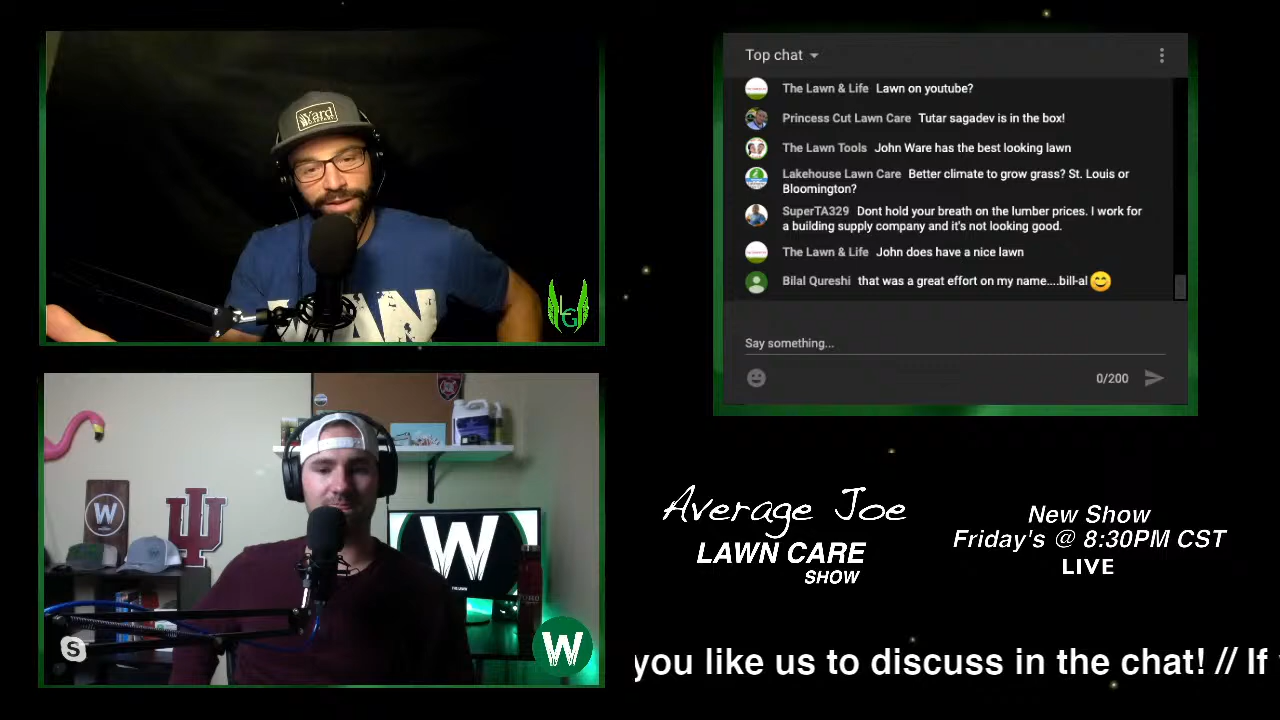 Yard
LG
W
W
W
S
Top chat
The Lawn & Life Lawn on youtube?
Princess Cut Lawn Care Tutar sagadev is in the box!
The Lawn Tools John Ware has the best looking lawn
Lakehouse Lawn Care Better climate to grow grass? St. Louis or
Bloomington?
SuperTA329 Dont hold your breath on the lumber prices. I work for
a building supply company and it's not looking good.
The Lawn & Life John does have a nice lawn
Bilal Qureshi that was a great effort on my name....bill-al
Say something...
0/200
Average Joe
LAWN CARE
SHOW
New Show
Friday's @ 8:30PM CST
LIVE
you like us to discuss in the chat! // If